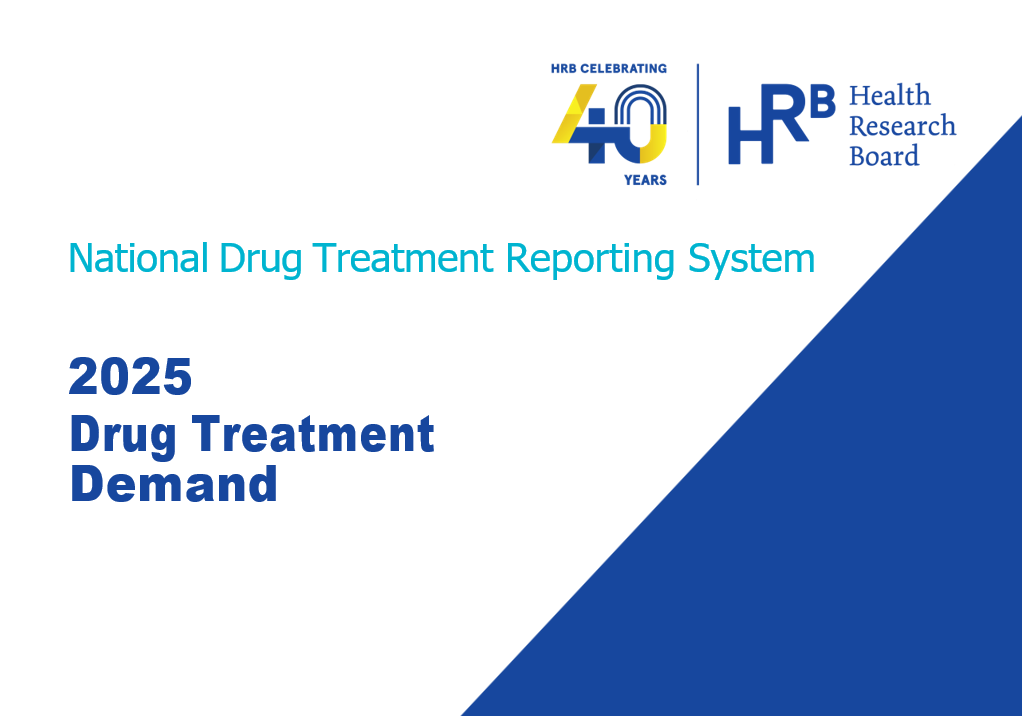 HRB CELEBRATING
40
YEARS
HRB
Health
Research
Board
National Drug Treatment Reporting System
2025
Drug Treatment
Demand